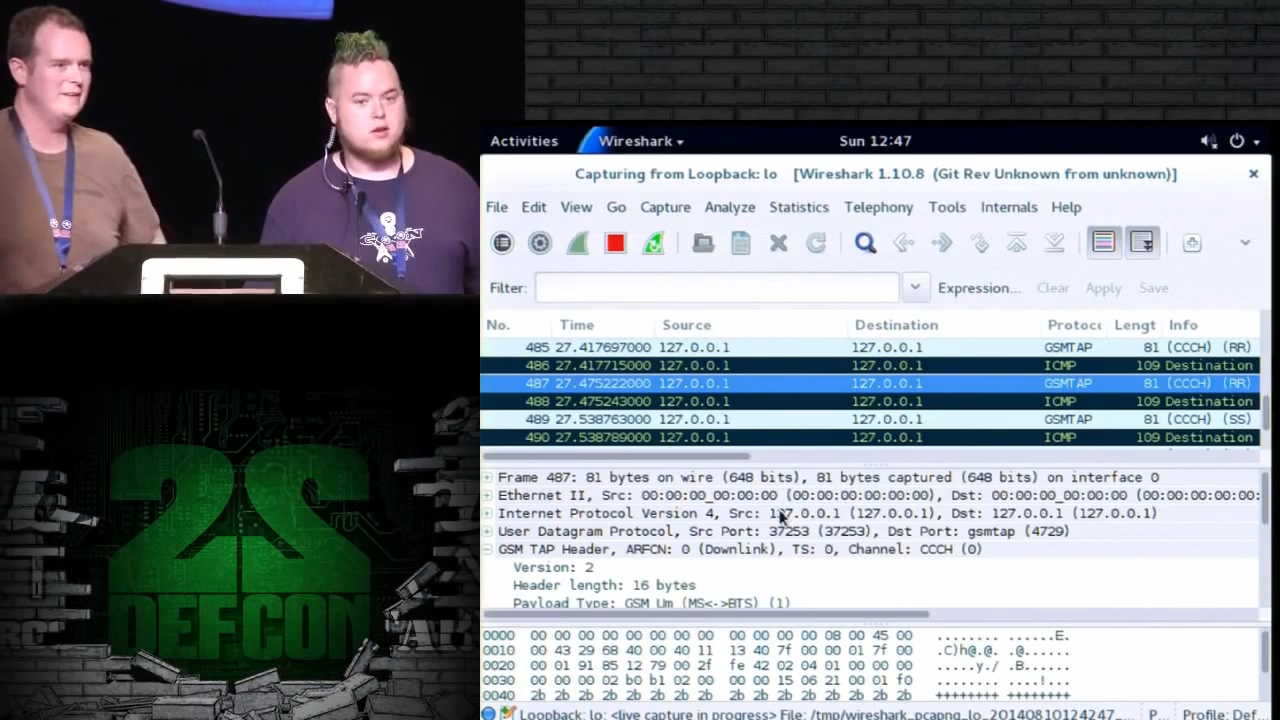 Activities Wireshark Sun 12:47
Capturing from Loopback: lo [Wireshark 1.10.8 (Git Rev Unknown from unknown)]
File Edit View Go Capture Analyze Statistics Telephony Tools Internals Help
Filter: Expression... Clear Apply Save
No. Time Source Destination Protoc Lengt Info
485 27.417697000 127.0.0.1 127.0.0.1 GSMTAP 81 (CCCH) (RR)
486 27.417715000 127.0.0.1 127.0.0.1 ICMP 109 Destination
487 27.475222000 127.0.0.1 127.0.0.1 GSMTAP 81 (CCCH) (RR)
488 27.475243000 127.0.0.1 127.0.0.1 ICMP 109 Destination
489 27.538763000 127.0.0.1 127.0.0.1 GSMTAP 81 (CCCH) (SS)
490 27.538789000 127.0.0.1 127.0.0.1 ICMP 109 Destination
Frame 487: 81 bytes on wire (648 bits), 81 bytes captured (648 bits) on interface 0
Ethernet II, Src: 00:00:00_00:00:00 (00:00:00:00:00:00), Dst: 00:00:00_00:00:00 (00:00:00:00:00:
Internet Protocol Version 4, Src: 127.0.0.1 (127.0.0.1), Dst: 127.0.0.1 (127.0.0.1)
User Datagram Protocol, Src Port: 37253 (37253), Dst Port: gsmtap (4729)
GSM TAP Header, ARFCN: 0 (Downlink), TS: 0, Channel: CCCH (0)
Version: 2
Header length: 16 bytes
Payload Type: GSM Um (MS<->BTS) (1)
0000 00 00 00 00 00 00 00 00 00 00 00 00 08 00 45 00 ........ ......E.
0010 00 43 29 68 40 00 40 11 13 40 7f 00 00 01 7f 00 .C)h@.@. .@......
0020 00 01 91 85 12 79 00 2f fe 42 02 04 01 00 00 00 .....y./ .B......
0030 00 00 00 02 b0 b1 02 00 00 00 15 06 21 00 01 f0 ........ ....!...
0040 2b 2b 2b 2b 2b 2b 2b 2b 2b 2b 2b 2b 2b 2b 2b 2b ++++++++ ++++++++
Loopback: lo: <live capture in progress> File: /tmp/wireshark_pcapng_lo_20140810124247_... P... Profile: Def
22
DEFCON